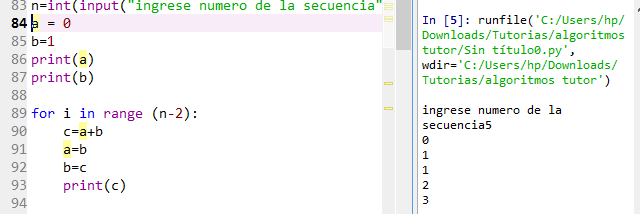 83 n=int(input("ingrese numero de la secuencia"
84 a = 0
85 b=1
86 print(a)
87 print(b)
88
89 for i in range (n-2):
90 c=a+b
91 a=b
92 b=c
93 print(c)
94
In [5]: runfile('C:/Users/hp/
Downloads/Tutorias/algoritmos
tutor/Sin título0.py',
wdir='C:/Users/hp/Downloads/
Tutorias/algoritmos tutor')
ingrese numero de la
secuencia5
0
1
1
2
3